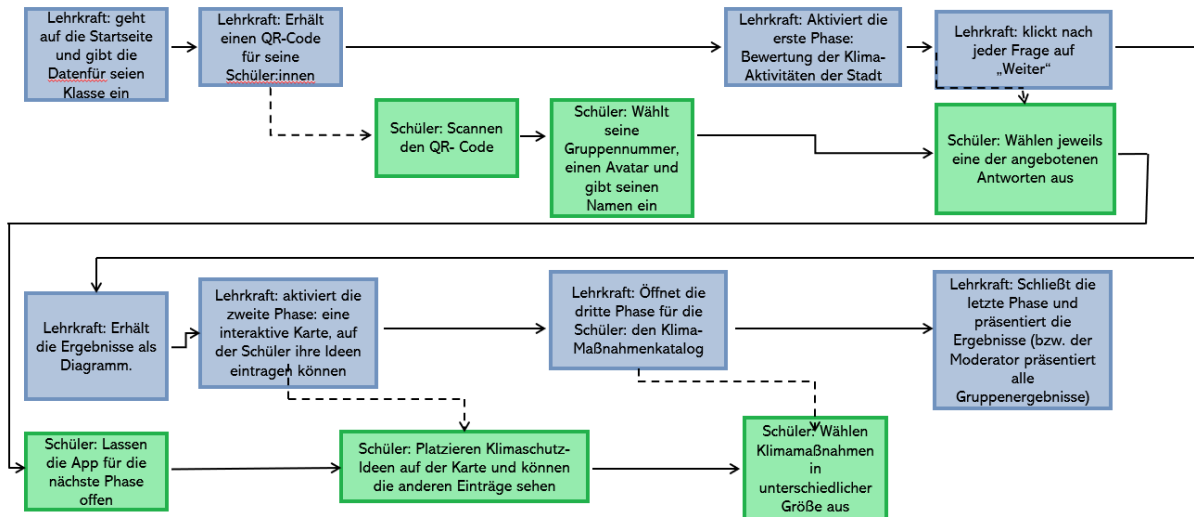 Lehrkraft: geht
auf die Startseite
und gibt die
Datenfür seien
Klasse ein
Lehrkraft: Erhält
einen QR-Code
für seine
Schüler:innen
Lehrkraft: Aktiviert die
erste Phase:
Bewertung der Klima-
Aktivitäten der Stadt
Lehrkraft: klickt nach
jeder Frage auf
„Weiter“
Schüler: Scannen
den QR- Code
Schüler: Wählt
seine
Gruppennummer,
einen Avatar und
gibt seinen
Namen ein
Schüler: Wählen jeweils
eine der angebotenen
Antworten aus
Lehrkraft: Erhält
die Ergebnisse als
Diagramm.
Lehrkraft: aktiviert die
zweite Phase: eine
interaktive Karte, auf
der Schüler ihre Ideen
eintragen können
Lehrkraft: Öffnet die
dritte Phase für die
Schüler: den Klima-
Maßnahmenkatalog
Lehrkraft: Schließt die
letzte Phase und
präsentiert die
Ergebnisse (bzw. der
Moderator präsentiert
alle
Gruppenergebnisse)
Schüler: Lassen
die App für die
nächste Phase
offen
Schüler: Platzieren Klimaschutz-
Ideen auf der Karte und können
die anderen Einträge sehen
Schüler: Wählen
Klimamaßnahmen
in
unterschiedlicher
Größe aus